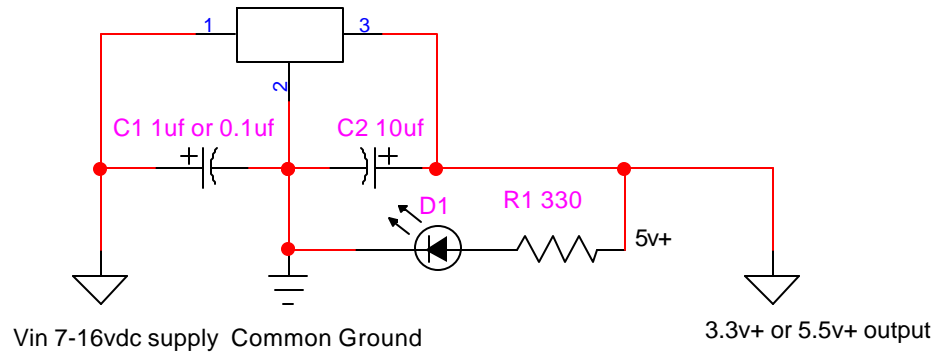 1
3
2
C1 1uf or 0.1uf
C2 10uf
D1
R1 330
5v+
Vin 7-16vdc supply Common Ground
3.3v+ or 5.5v+ output